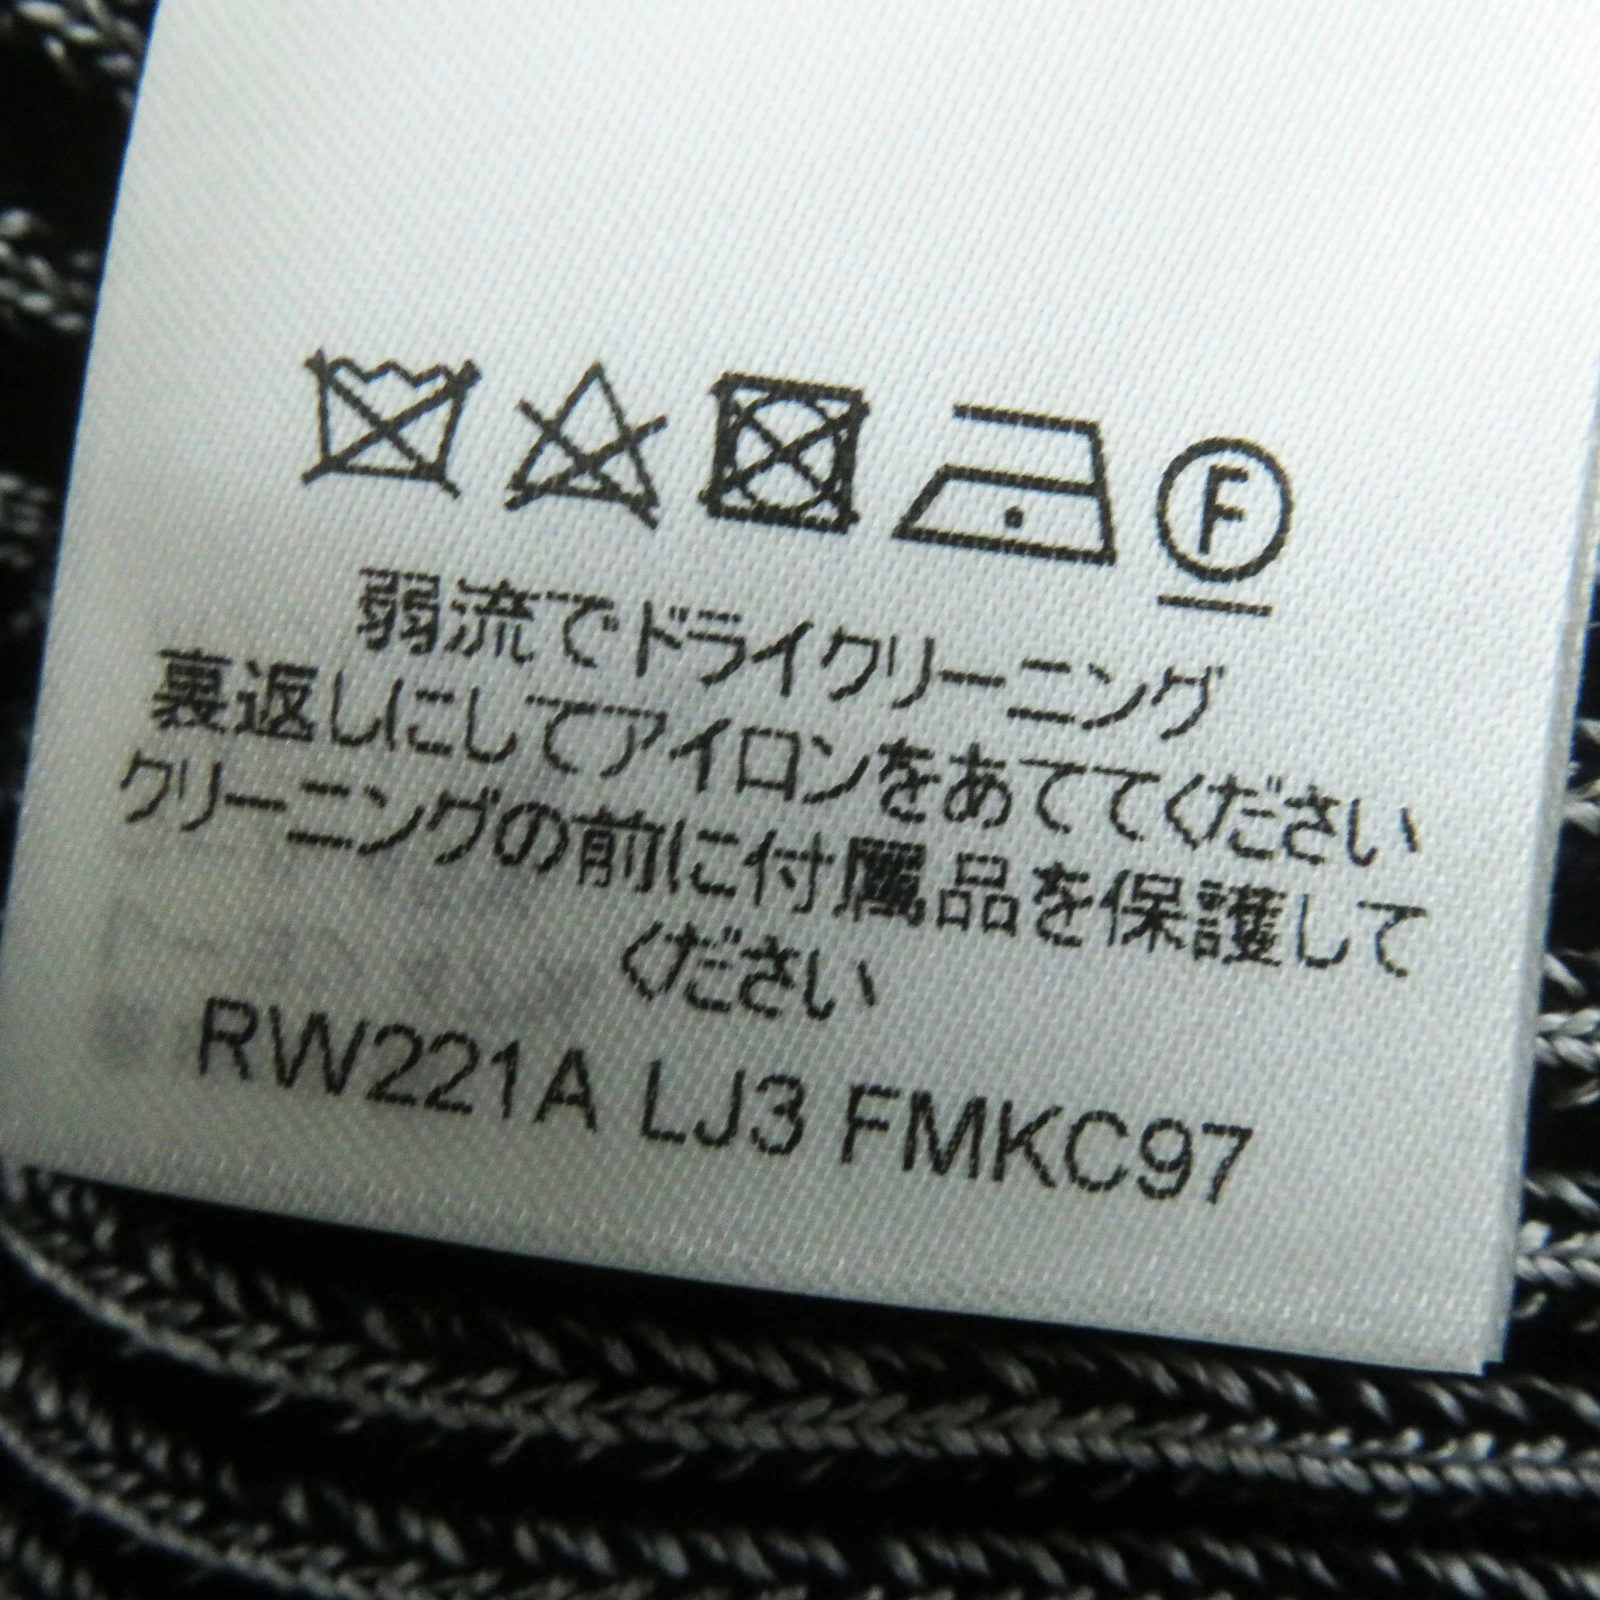 F
弱流でドライクリーニング
裏返しにしてアイロンをあててください
クリーニングの前に付属品を保護して
ください
RW221A LJ3 FMKC97